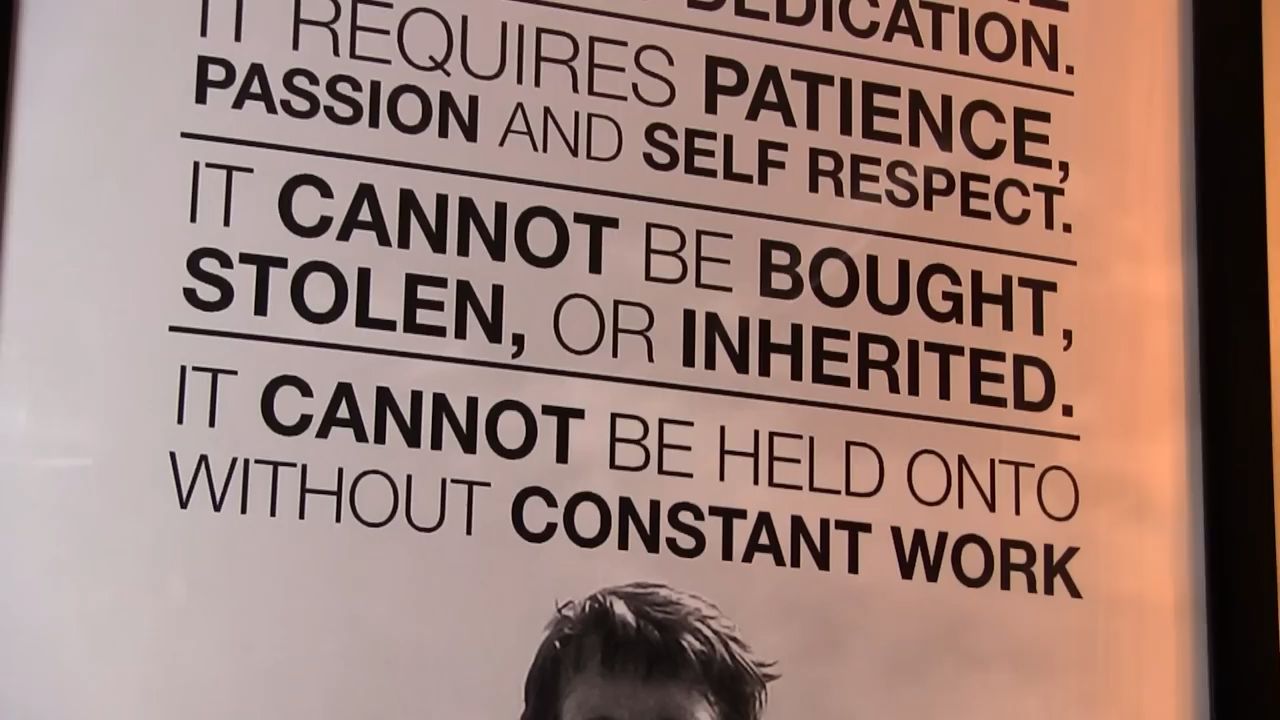 DEDICATION.
IT REQUIRES PATIENCE,
PASSION AND SELF RESPECT.
IT CANNOT BE BOUGHT,
STOLEN, OR INHERITED.
IT CANNOT BE HELD ONTO
WITHOUT CONSTANT WORK